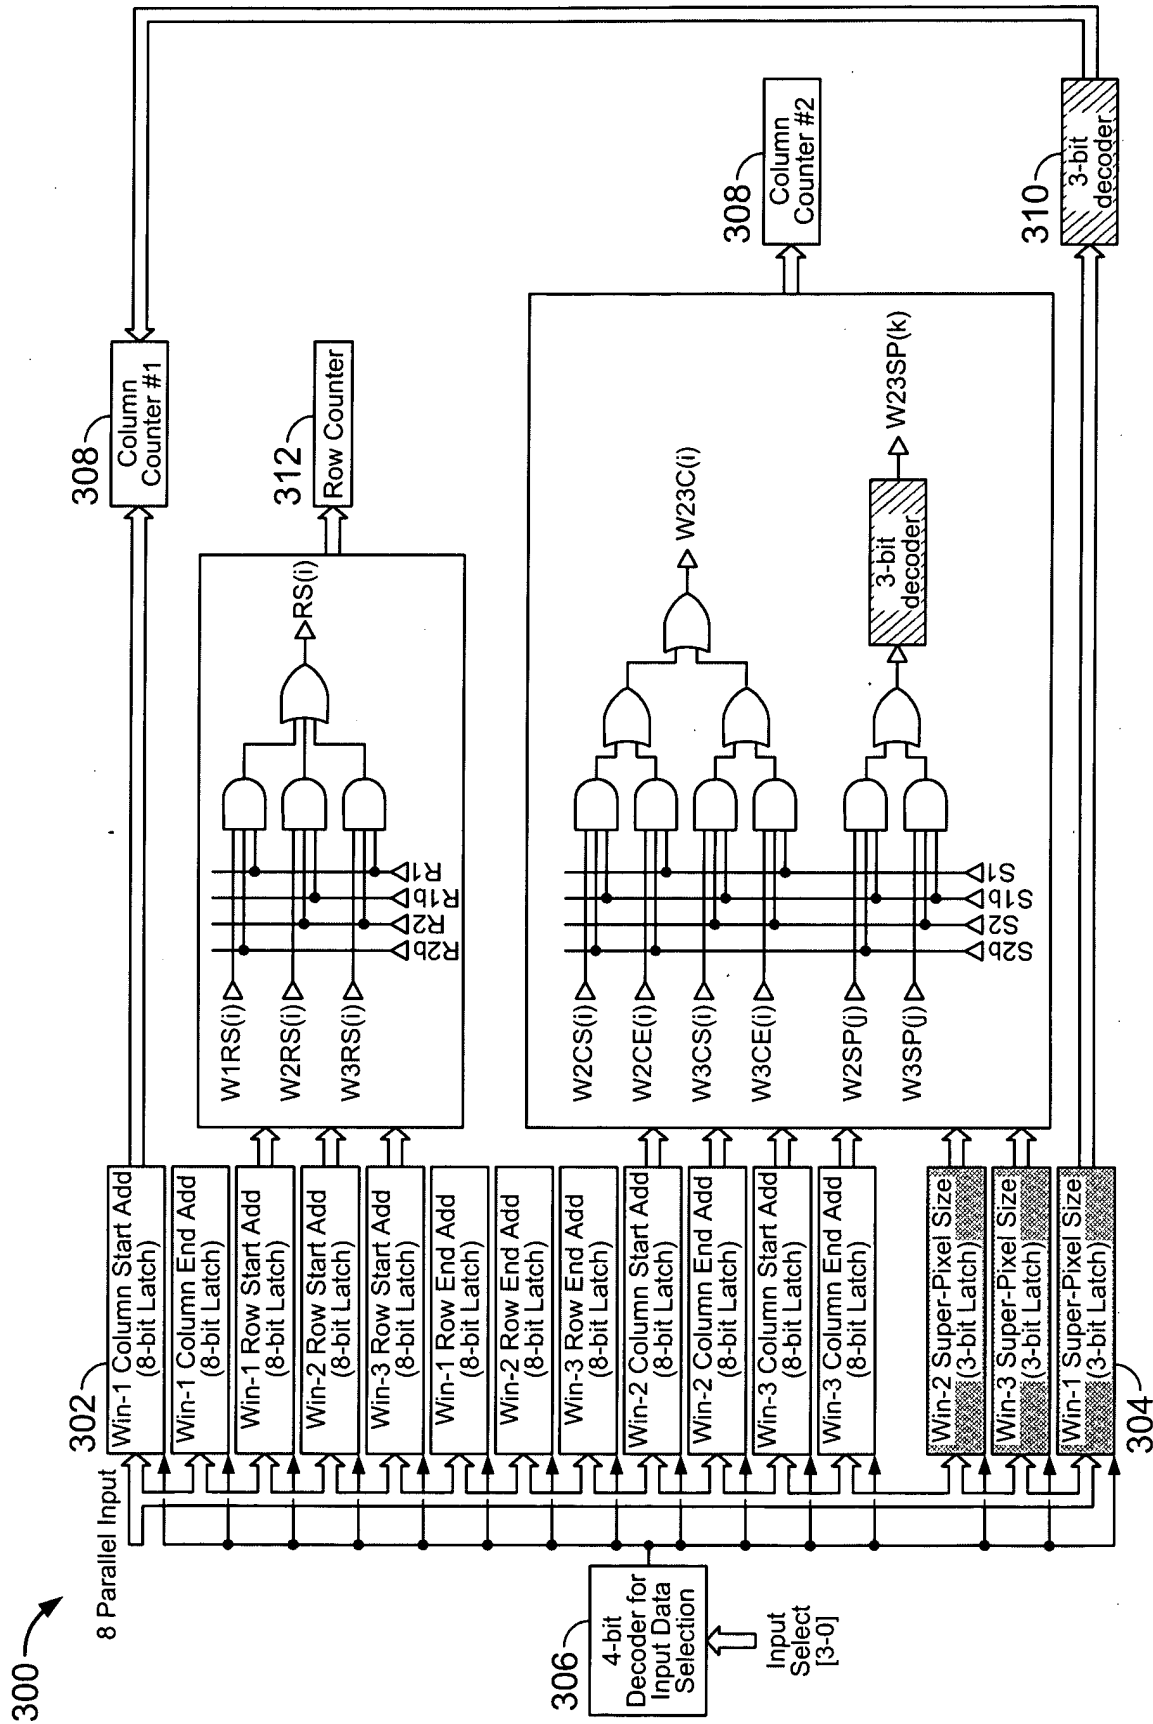 300
8 Parallel Input
302
Win-1 Column Start Add
(8-bit Latch)
Win-1 Column End Add
(8-bit Latch)
Win-1 Row Start Add
(8-bit Latch)
Win-2 Row Start Add
(8-bit Latch)
Win-3 Row Start Add
(8-bit Latch)
Win-1 Row End Add
(8-bit Latch)
Win-2 Row End Add
(8-bit Latch)
Win-3 Row End Add
(8-bit Latch)
Win-2 Column Start Add
(8-bit Latch)
Win-2 Column End Add
(8-bit Latch)
Win-3 Column Start Add
(8-bit Latch)
Win-3 Column End Add
(8-bit Latch)
Win-2 Super-Pixel Size
(3-bit Latch)
Win-3 Super-Pixel Size
(3-bit Latch)
Win-1 Super-Pixel Size
(3-bit Latch)
304
306
4-bit
Decoder for
Input Data
Selection
Input
Select
[3-0]
W1RS(i)
W2RS(i)
W3RS(i)
R2b
R2
R1b
R1
RS(i)
312
Row Counter
308
Column
Counter #1
W2CS(i)
W2CE(i)
W3CS(i)
W3CE(i)
W2SP(j)
W3SP(j)
S2b
S2
S1b
S1
W23C(i)
3-bit
decoder
W23SP(k)
308
Column
Counter #2
310
3-bit
decoder